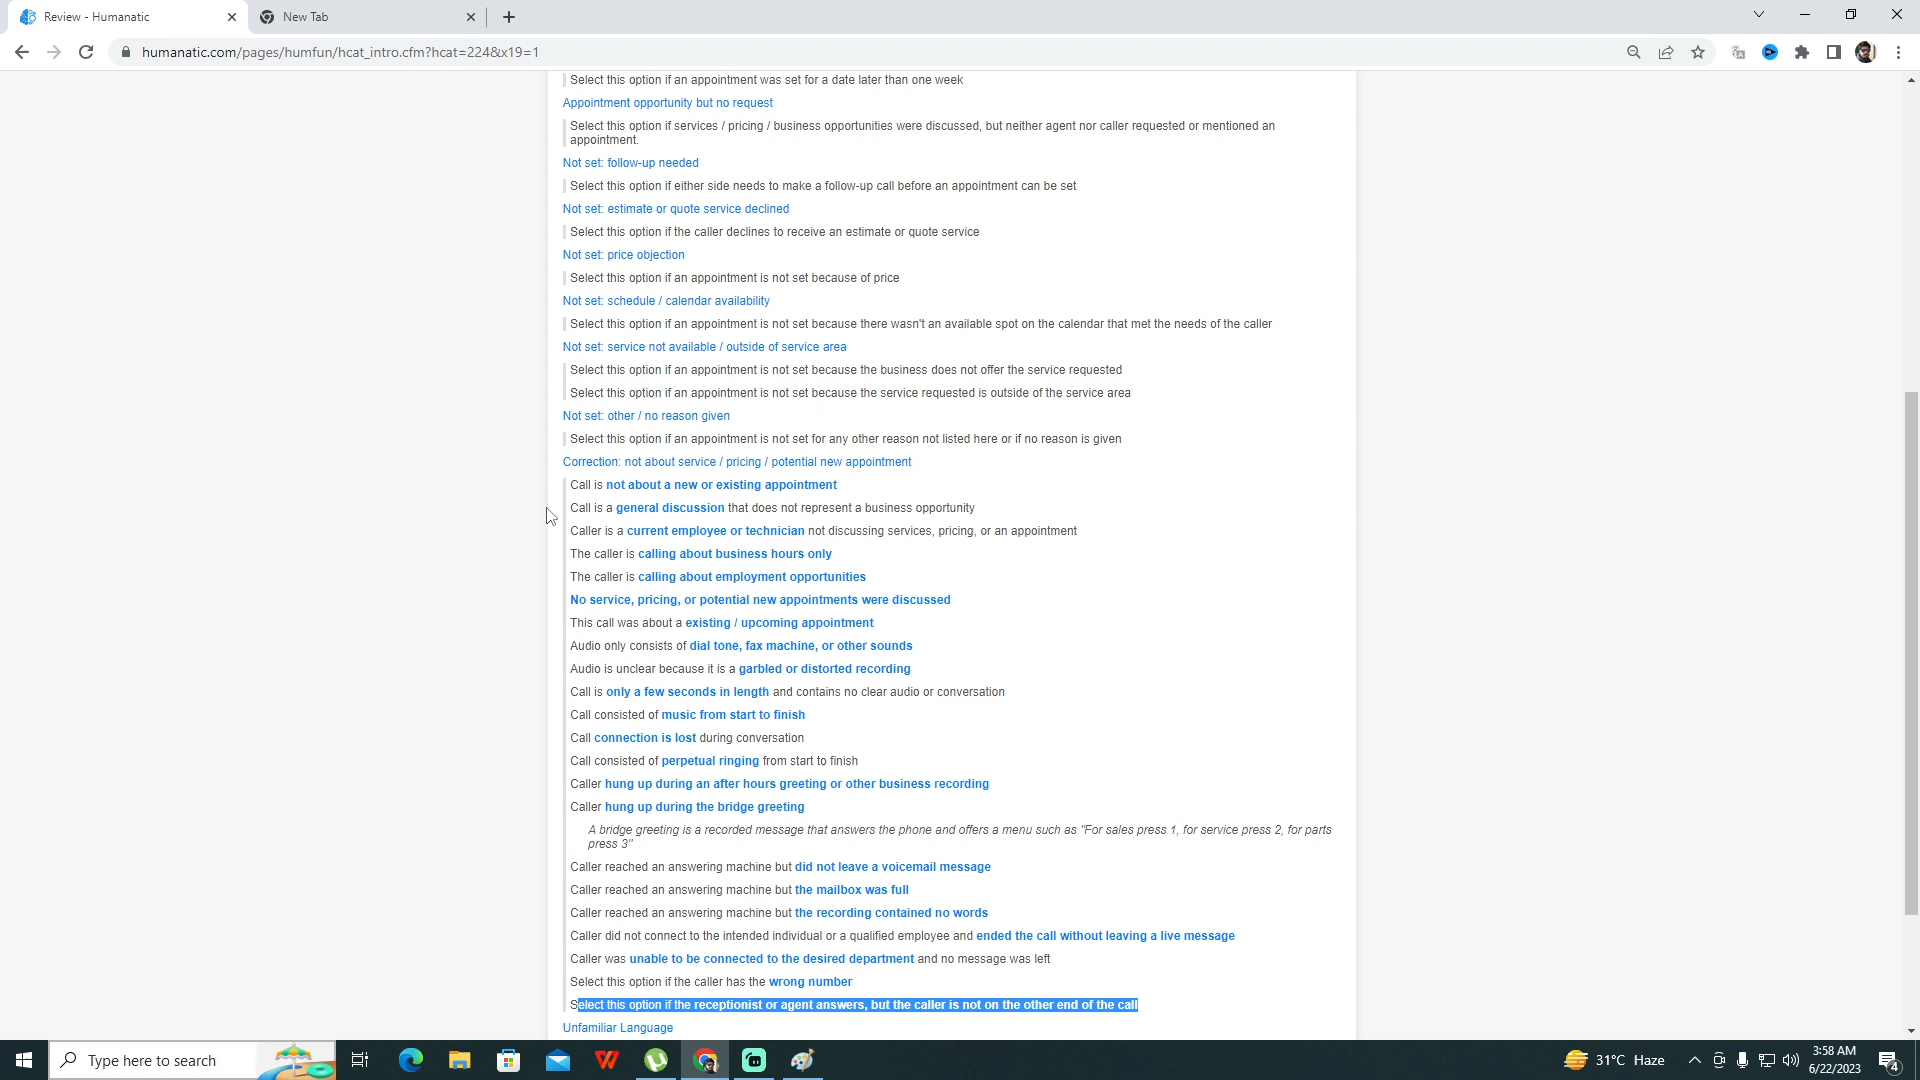 Review - Humanatic
New Tab
humanatic.com/pages/humfun/hcat_intro.cfm?hcat=224&x19=1
Select this option if an appointment was set for a date later than one week
Appointment opportunity but no request
Select this option if services / pricing / business opportunities were discussed, but neither agent nor caller requested or mentioned an
appointment.
Not set: follow-up needed
Select this option if either side needs to make a follow-up call before an appointment can be set
Not set: estimate or quote service declined
Select this option if the caller declines to receive an estimate or quote service
Not set: price objection
Select this option if an appointment is not set because of price
Not set: schedule / calendar availability
Select this option if an appointment is not set because there wasn't an available spot on the calendar that met the needs of the caller
Not set: service not available / outside of service area
Select this option if an appointment is not set because the business does not offer the service requested
Select this option if an appointment is not set because the service requested is outside of the service area
Not set: other / no reason given
Select this option if an appointment is not set for any other reason not listed here or if no reason is given
Correction: not about service / pricing / potential new appointment
Call is not about a new or existing appointment
Call is a general discussion that does not represent a business opportunity
Caller is a current employee or technician not discussing services, pricing, or an appointment
The caller is calling about business hours only
The caller is calling about employment opportunities
No service, pricing, or potential new appointments were discussed
This call was about a existing / upcoming appointment
Audio only consists of dial tone, fax machine, or other sounds
Audio is unclear because it is a garbled or distorted recording
Call is only a few seconds in length and contains no clear audio or conversation
Call consisted of music from start to finish
Call connection is lost during conversation
Call consisted of perpetual ringing from start to finish
Caller hung up during an after hours greeting or other business recording
Caller hung up during the bridge greeting
A bridge greeting is a recorded message that answers the phone and offers a menu such as "For sales press 1, for service press 2, for parts
press 3"
Caller reached an answering machine but did not leave a voicemail message
Caller reached an answering machine but the mailbox was full
Caller reached an answering machine but the recording contained no words
Caller did not connect to the intended individual or a qualified employee and ended the call without leaving a live message
Caller was unable to be connected to the desired department and no message was left
Select this option if the caller has the wrong number
Select this option if the receptionist or agent answers, but the caller is not on the other end of the call
Unfamiliar Language
Type here to search
31°C Haze
3:58 AM
6/22/2023
4